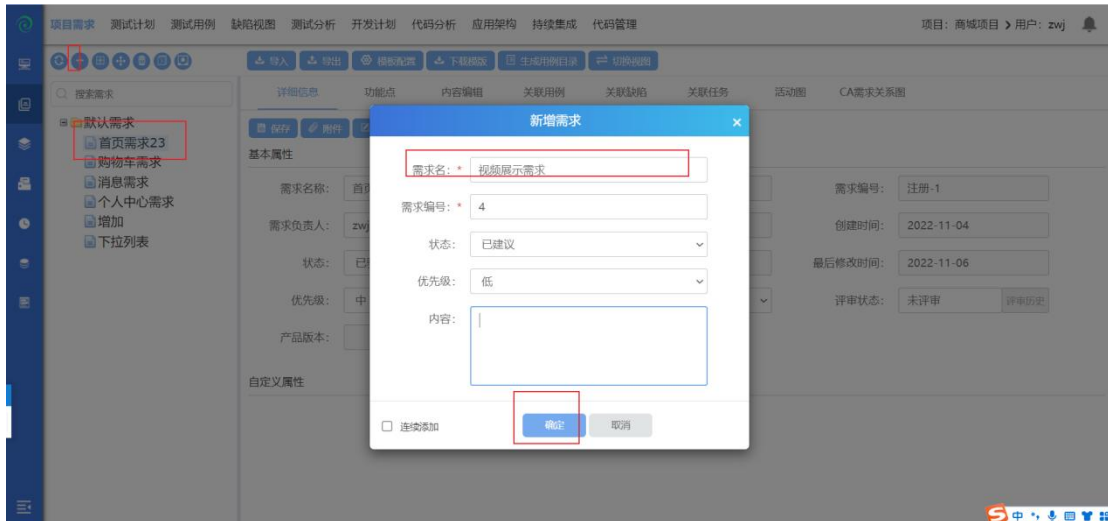 项目需求 测试计划 测试用例 缺陷视图 测试分析 开发计划 代码分析 应用架构 持续集成 代码管理 项目: 商城项目 > 用户: zwj
导入 导出 模板配置 下载模版 生成用例目录 切换视图
搜索需求
详细信息 功能点 内容编辑 关联用例 关联缺陷 关联任务 活动图 CA需求关系图
默认需求
首页需求23
购物车需求
消息需求
个人中心需求
增加
下拉列表
保存 附件
基本属性
需求名称: 首页 需求编号: 注册-1
需求负责人: zwj 创建时间: 2022-11-04
状态: 最后修改时间: 2022-11-06
优先级: 中 评审状态: 未评审 评审历史
产品版本:
自定义属性
新增需求 ×
需求名: * 视频展示需求
需求编号: * 4
状态: 已建议
优先级: 低
内容:
连续添加 确定 取消
中